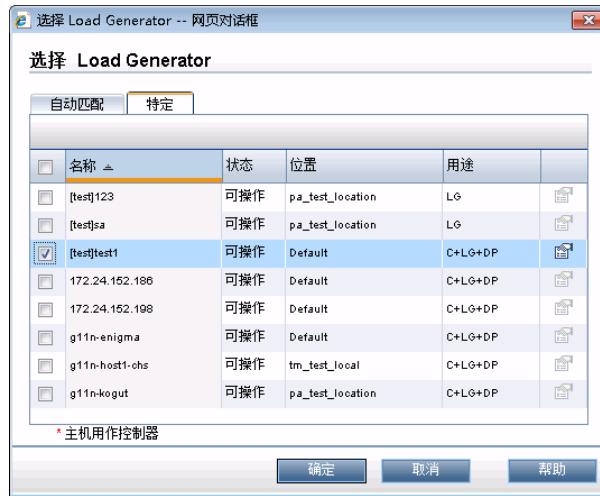 选择 Load Generator -- 网页对话框
选择 Load Generator
自动匹配 特定
名称 状态 位置 用途
[test]123 可操作 pa_test_location LG
[test]sa 可操作 pa_test_location LG
[test]test1 可操作 Default C+LG+DP
172.24.152.186 可操作 Default C+LG+DP
172.24.152.198 可操作 Default C+LG+DP
g11n-enigma 可操作 Default C+LG+DP
g11n-host1-chs 可操作 tm_test_local C+LG+DP
g11n-kogut 可操作 pa_test_location C+LG+DP
*主机用作控制器
确定 取消 帮助